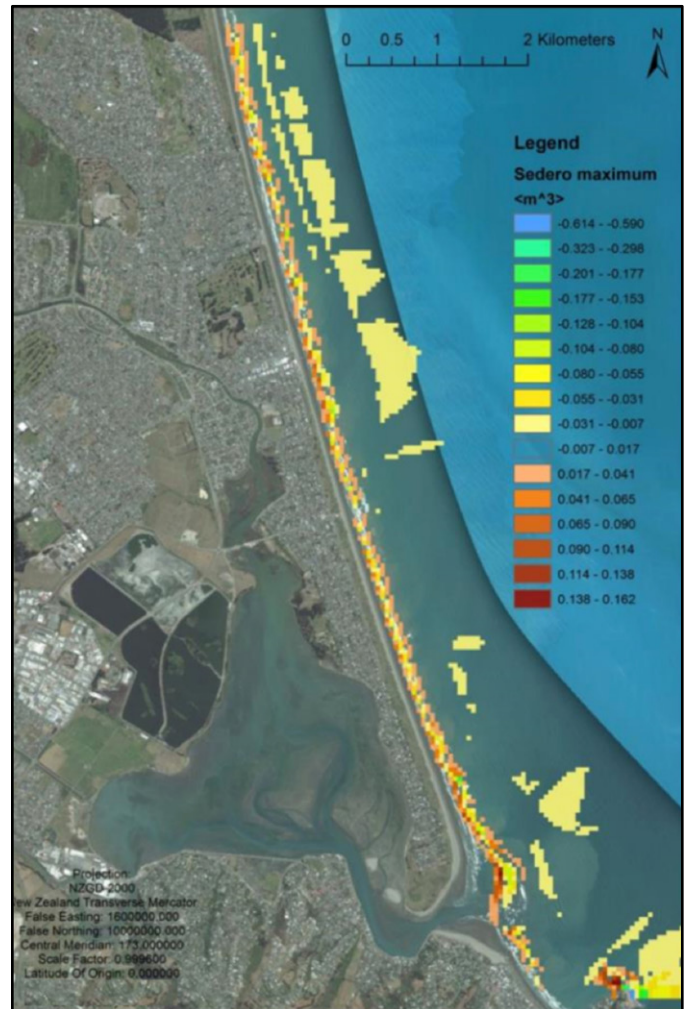 0 0.5 1 2 Kilometers
N
Legend
Sedero maximum
<m^3>
-0.614 - -0.590
-0.323 - -0.298
-0.201 - -0.177
-0.177 - -0.153
-0.128 - -0.104
-0.104 - -0.080
-0.080 - -0.055
-0.055 - -0.031
-0.031 - -0.007
-0.007 - 0.017
0.017 - 0.041
0.041 - 0.065
0.065 - 0.090
0.090 - 0.114
0.114 - 0.138
0.138 - 0.162
Projection
NZGD 2000
ew Zealand Transverse Mercator
False Easting: 1600000.000
False Northing: 10000000.000
Central Meridian: 173.000000
Scale Factor: 0.999600
Latitude Of Origin: 0.000000